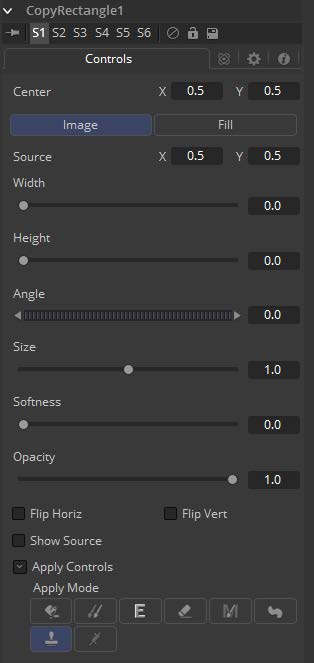 CopyRectangle1
S1 S2 S3 S4 S5 S6
Controls
Center X 0.5 Y 0.5
Image Fill
Source X 0.5 Y 0.5
Width
0.0
Height
0.0
Angle
0.0
Size
1.0
Softness
0.0
Opacity
1.0
Flip Horiz Flip Vert
Show Source
Apply Controls
Apply Mode
E M